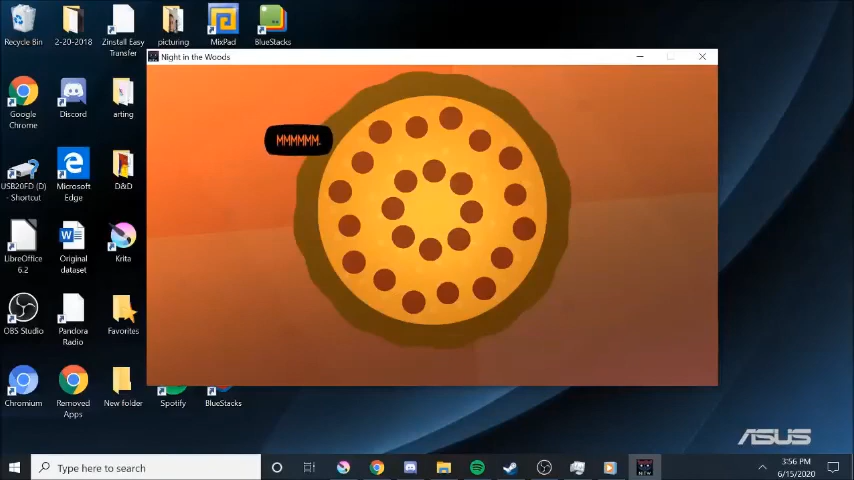 Recycle Bin
2-20-2018
Zinstall Easy
Transfer
picturing
MixPad
BlueStacks
Night in the Woods
MMMMMM.
Google
Chrome
Discord
arting
USB20FD (D)
- Shortcut
Microsoft
Edge
D&D
LibreOffice
6.2
Original
dataset
Krita
OBS Studio
Pandora
Radio
Favorites
Chromium
Removed
Apps
New folder
Spotify
BlueStacks
ASUS
Type here to search
NITW
3:56 PM
6/15/2020